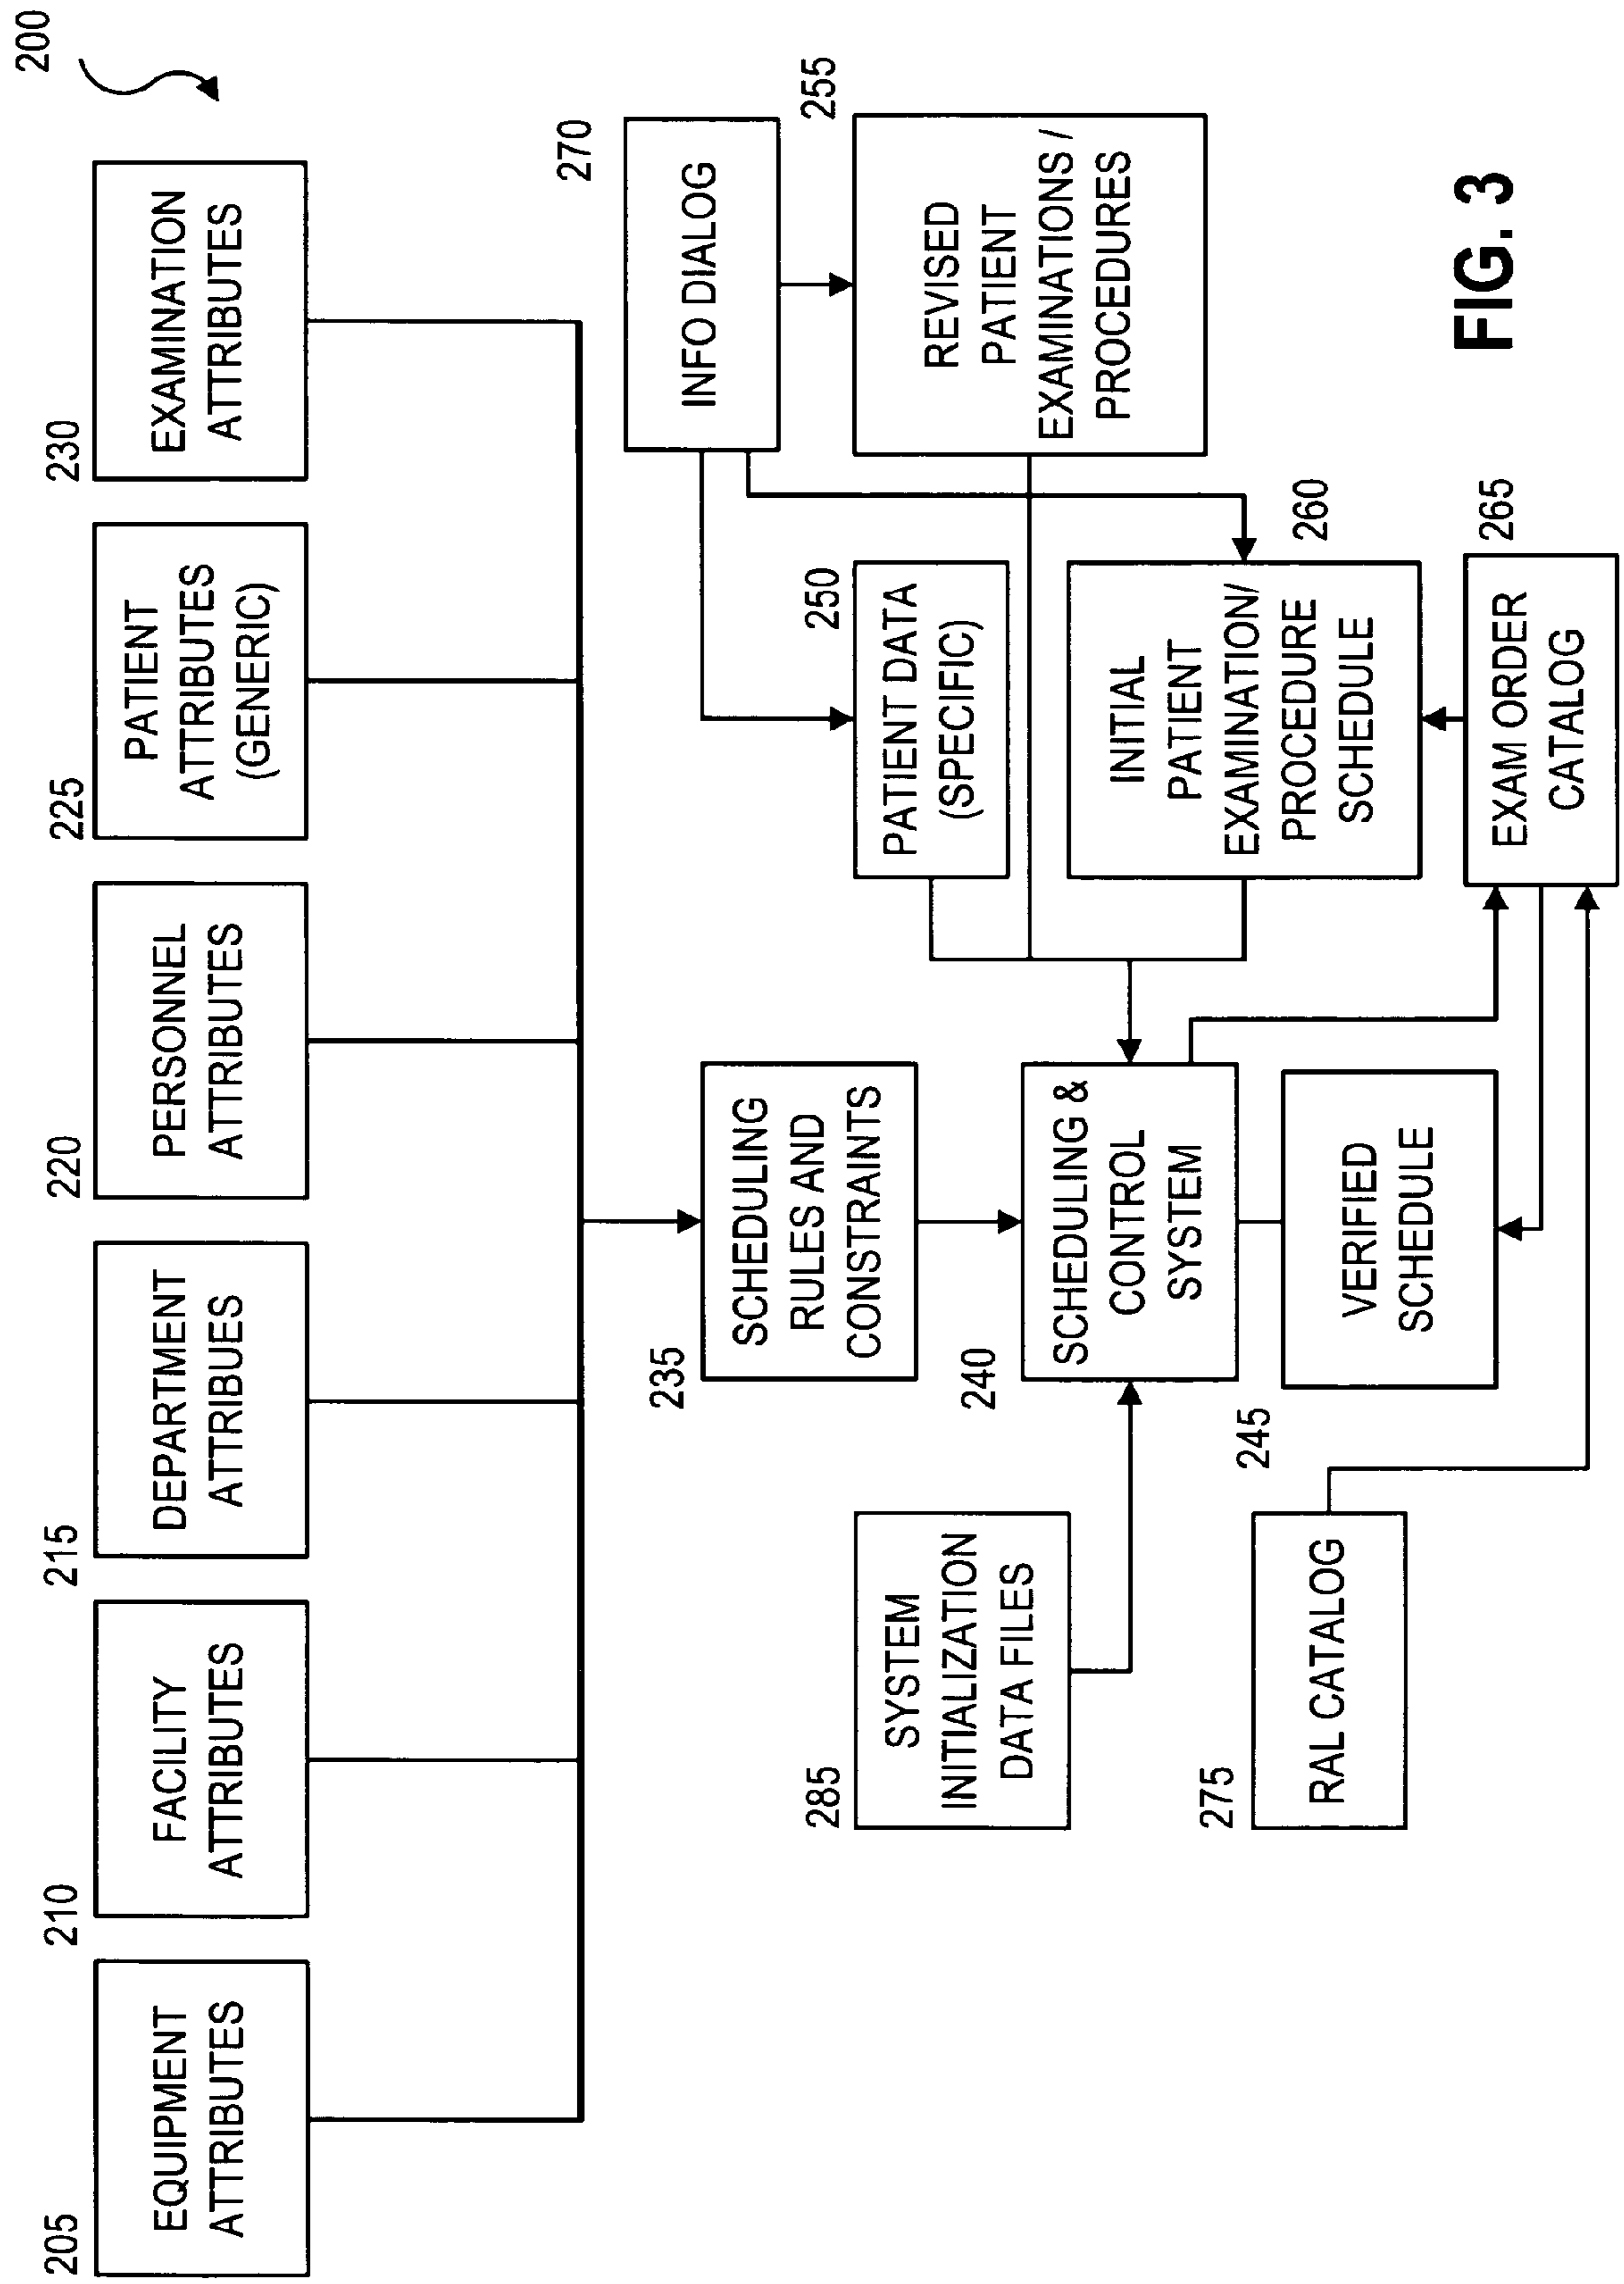 200
205
EQUIPMENT
ATTRIBUTES
210
FACILITY
ATTRIBUTES
215
DEPARTMENT
ATTRIBUES
220
PERSONNEL
ATTRIBUTES
225
PATIENT
ATTRIBUTES
(GENERIC)
230
EXAMINATION
ATTRIBUTES
235
SCHEDULING
RULES AND
CONSTRAINTS
270
INFO DIALOG
285
SYSTEM
INITIALIZATION
DATA FILES
240
SCHEDULING &
CONTROL
SYSTEM
250
PATIENT DATA
(SPECIFIC)
255
REVISED
PATIENT
EXAMINATIONS /
PROCEDURES
260
INITIAL
PATIENT
EXAMINATION/
PROCEDURE
SCHEDULE
275
RAL CATALOG
245
VERIFIED
SCHEDULE
265
EXAM ORDER
CATALOG
FIG. 3